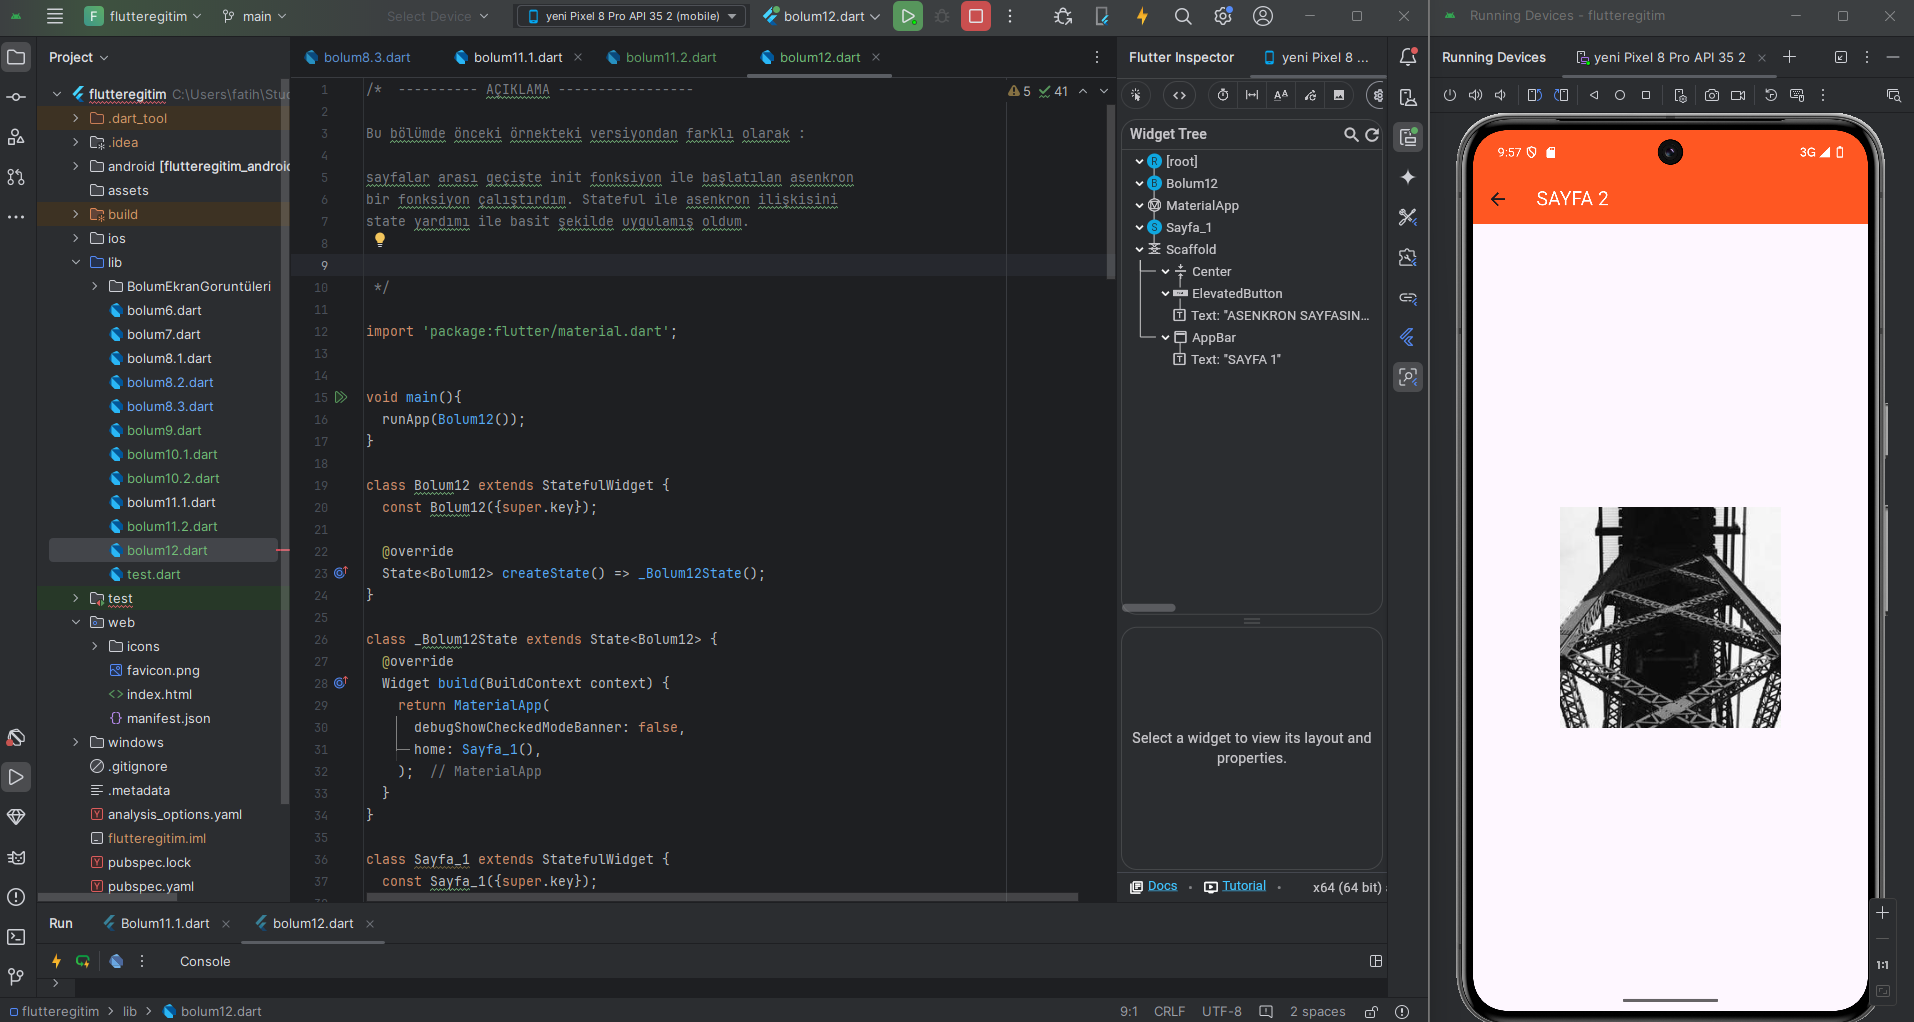 flutteregitim
main
Select Device
yeni Pixel 8 Pro API 35 2 (mobile)
bolum12.dart
Running Devices - flutteregitim
Project
bolum8.3.dart
bolum11.1.dart
bolum11.2.dart
bolum12.dart
Flutter Inspector
yeni Pixel 8 ...
Running Devices
yeni Pixel 8 Pro API 35 2
flutteregitim C:\Users\fatih\Stu
.dart_tool
.idea
android [flutteregitim_android
assets
build
ios
lib
BolumEkranGoruntüleri
bolum6.dart
bolum7.dart
bolum8.1.dart
bolum8.2.dart
bolum8.3.dart
bolum9.dart
bolum10.1.dart
bolum10.2.dart
bolum11.1.dart
bolum11.2.dart
bolum12.dart
test.dart
test
web
icons
favicon.png
index.html
manifest.json
windows
.gitignore
.metadata
analysis_options.yaml
flutteregitim.iml
pubspec.lock
pubspec.yaml
5 41
1 /* ---------- AÇIKLAMA -----------------
2
3 Bu bölümde önceki örnekteki versiyondan farklı olarak :
4
5 sayfalar arası geçişte init fonksiyon ile başlatılan asenkron
6 bir fonksiyon çalıştırdım. Stateful ile asenkron ilişkisini
7 state yardımı ile basit şekilde uygulamış oldum.
8
9
10 */
11
12 import 'package:flutter/material.dart';
13
14
15 void main(){
16 runApp(Bolum12());
17 }
18
19 class Bolum12 extends StatefulWidget {
20 const Bolum12({super.key});
21
22 @override
23 State<Bolum12> createState() => _Bolum12State();
24 }
25
26 class _Bolum12State extends State<Bolum12> {
27 @override
28 Widget build(BuildContext context) {
29 return MaterialApp(
30 debugShowCheckedModeBanner: false,
31 home: Sayfa_1(),
32 ); // MaterialApp
33 }
34 }
35
36 class Sayfa_1 extends StatefulWidget {
37 const Sayfa_1({super.key});
Widget Tree
[root]
Bolum12
MaterialApp
Sayfa_1
Scaffold
Center
ElevatedButton
Text: "ASENKRON SAYFASIN...
AppBar
Text: "SAYFA 1"
Select a widget to view its layout and
properties.
Docs • Tutorial • x64 (64 bit)
9:57
3G
SAYFA 2
1:1
Run
Bolum11.1.dart
bolum12.dart
Console
flutteregitim > lib > bolum12.dart
9:1 CRLF UTF-8 2 spaces